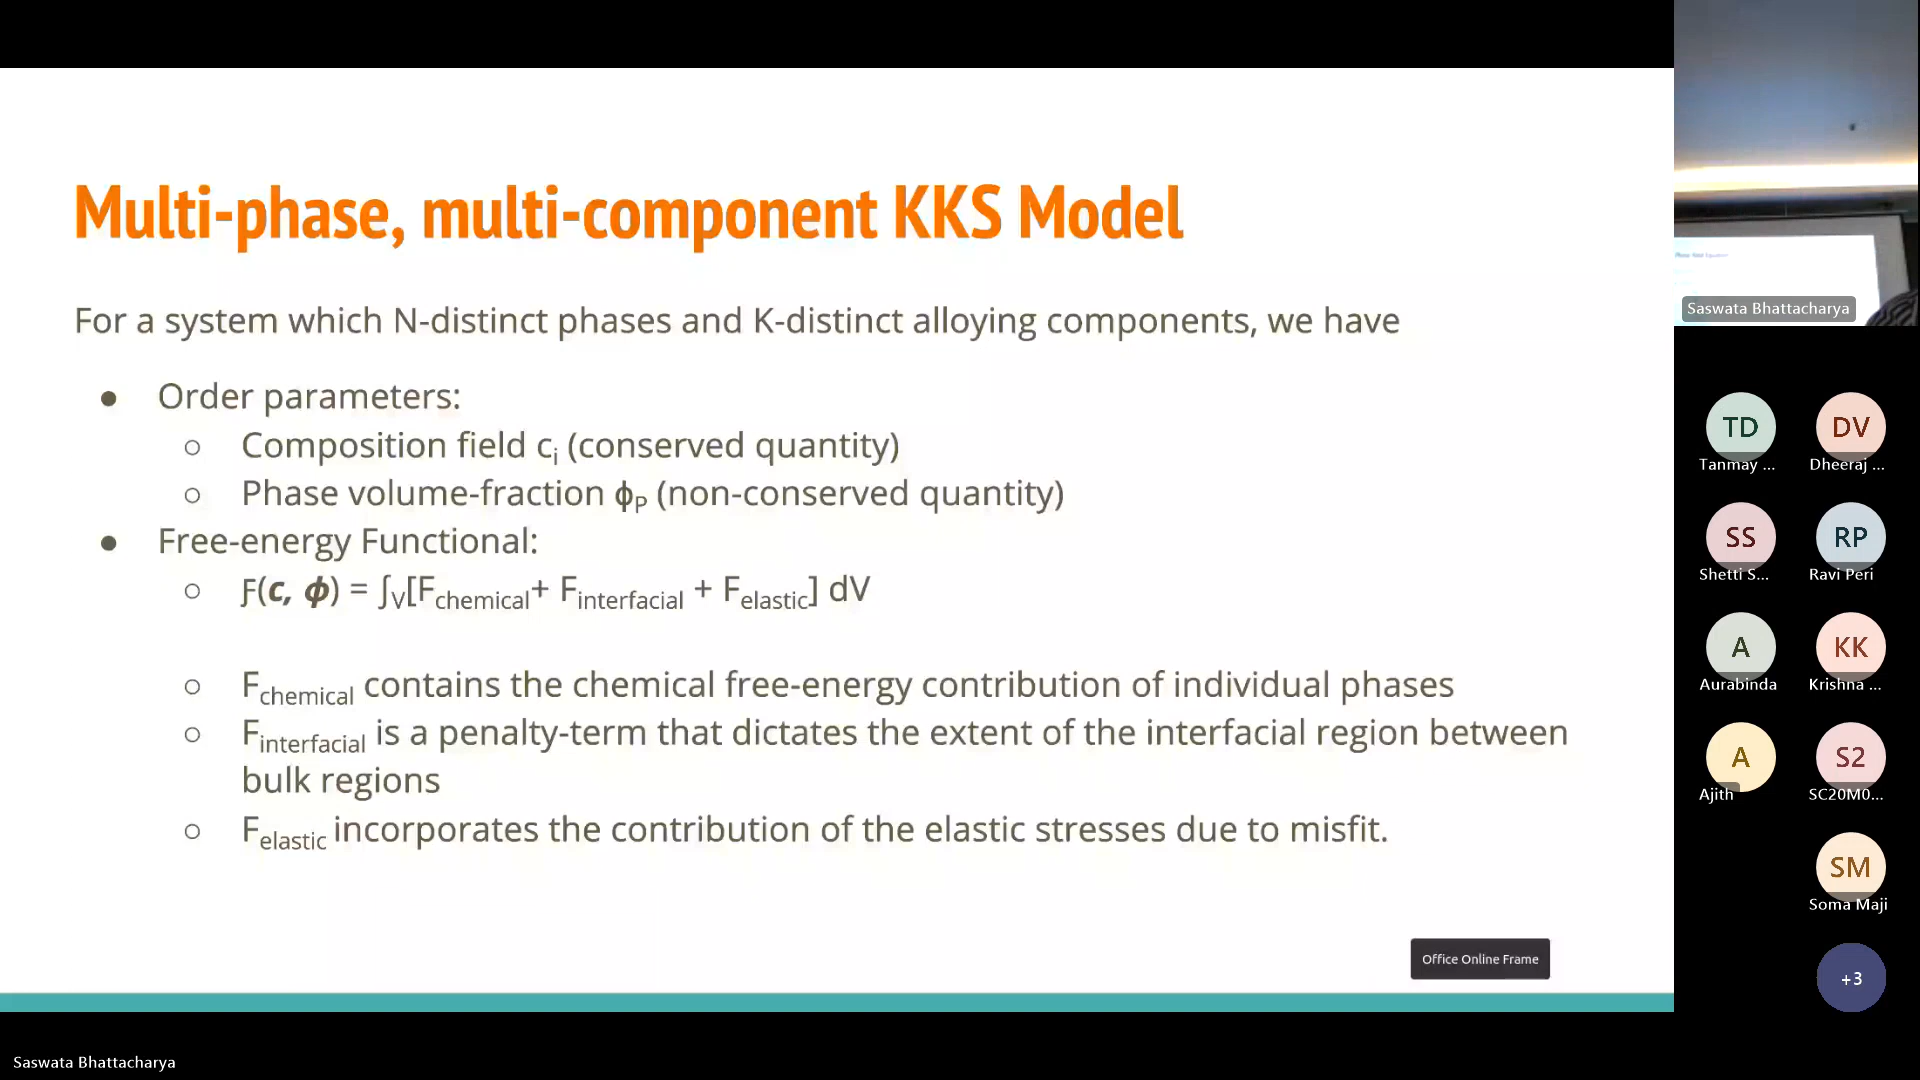 Multi-phase, multi-component KKS Model
For a system which N-distinct phases and K-distinct alloying components, we have
● Order parameters:
○ Composition field cᵢ (conserved quantity)
○ Phase volume-fraction ϕ_P (non-conserved quantity)
● Free-energy Functional:
○ Ƒ(c, ϕ) = ∫_V[F_chemical+ F_interfacial + F_elastic] dV
○ F_chemical contains the chemical free-energy contribution of individual phases
○ F_interfacial is a penalty-term that dictates the extent of the interfacial region between
bulk regions
○ F_elastic incorporates the contribution of the elastic stresses due to misfit.
Office Online Frame
Saswata Bhattacharya
Saswata Bhattacharya
TD
DV
Tanmay ...
Dheeraj ...
SS
RP
Shetti S...
Ravi Peri
A
KK
Aurabinda
Krishna ...
A
S2
Ajith
SC20M0...
SM
Soma Maji
+3